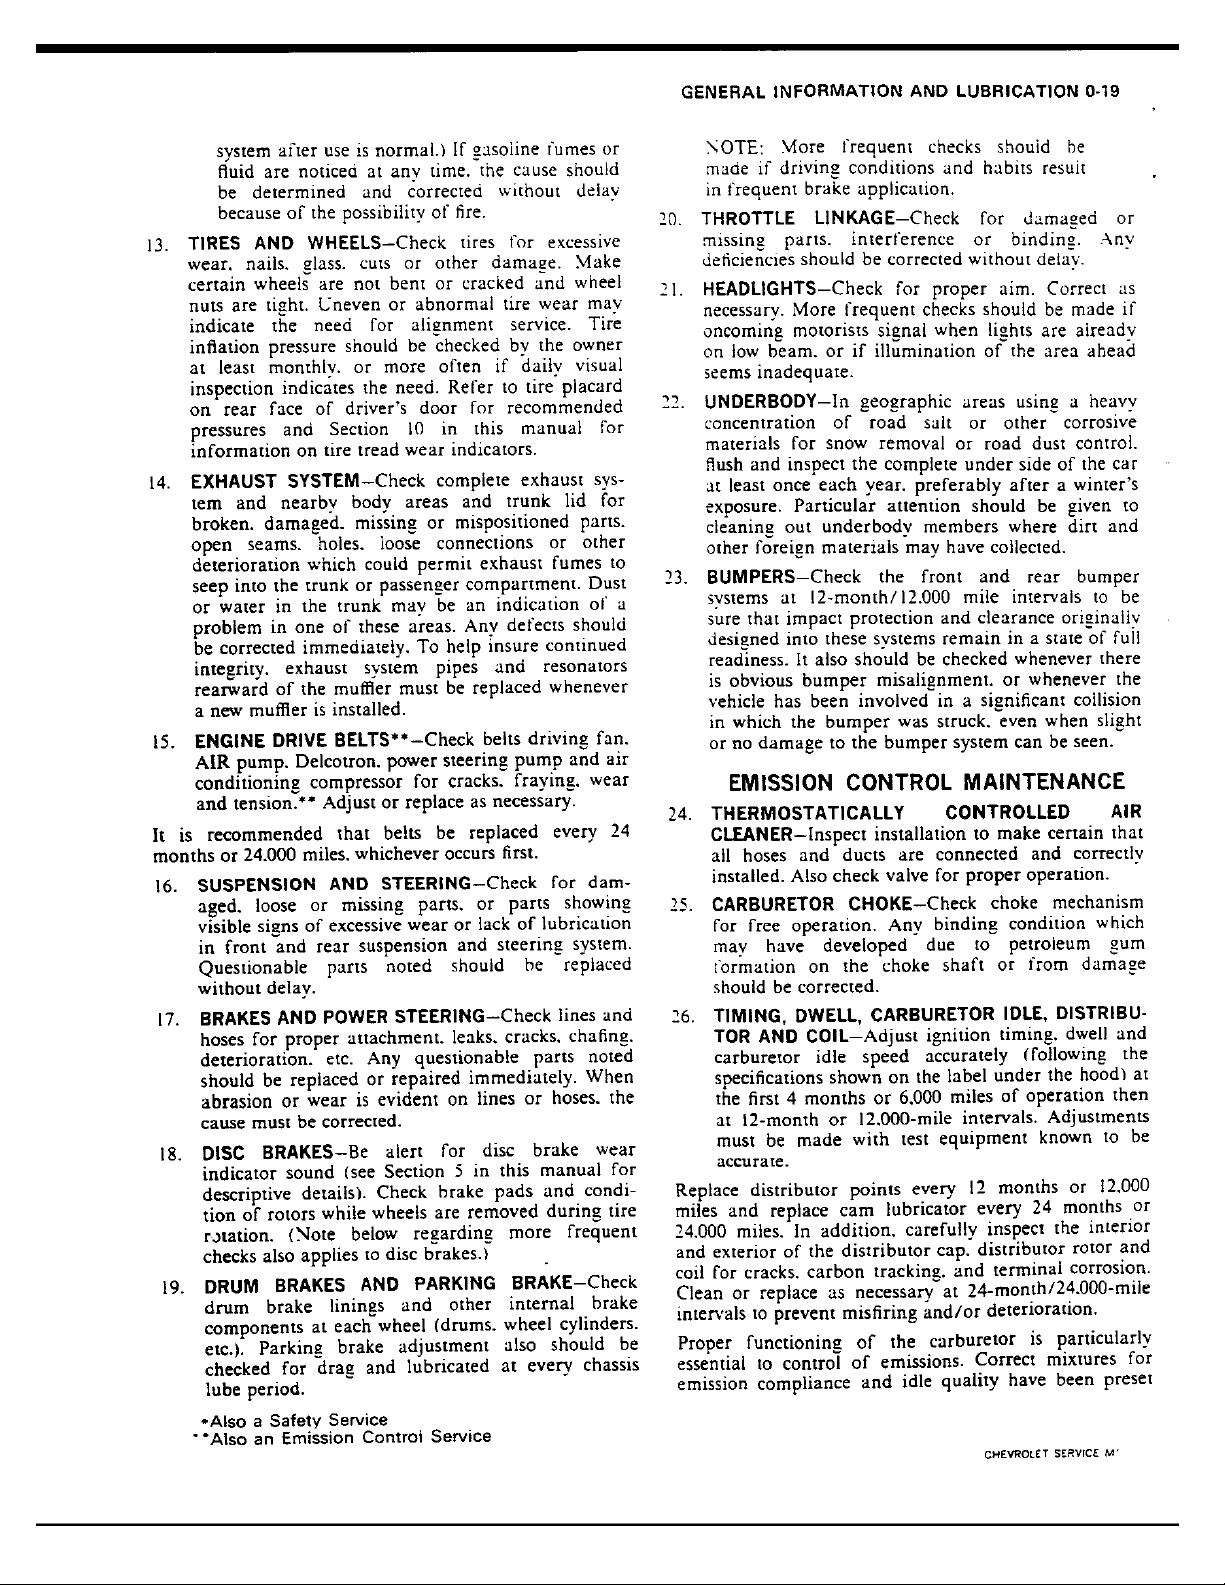 GENERAL INFORMATION AND LUBRICATION 0-19
system after use is normal.) If gasoline fumes or
fluid are noticed at any time, the cause should
be determined and corrected without delay
because of the possibility of fire.
13. TIRES AND WHEELS—Check tires for excessive
wear, nails, glass, cuts or other damage. Make
certain wheels are not bent or cracked and wheel
nuts are tight. Uneven or abnormal tire wear may
indicate the need for alignment service. Tire
inflation pressure should be checked by the owner
at least monthly, or more often if daily visual
inspection indicates the need. Refer to tire placard
on rear face of driver's door for recommended
pressures and Section 10 in this manual for
information on tire tread wear indicators.
14. EXHAUST SYSTEM—Check complete exhaust sys-
tem and nearby body areas and trunk lid for
broken, damaged, missing or mispositioned parts,
open seams, holes, loose connections or other
deterioration which could permit exhaust fumes to
seep into the trunk or passenger compartment. Dust
or water in the trunk may be an indication of a
problem in one of these areas. Any defects should
be corrected immediately. To help insure continued
integrity, exhaust system pipes and resonators
rearward of the muffler must be replaced whenever
a new muffler is installed.
15. ENGINE DRIVE BELTS**—Check belts driving fan,
AIR pump, Delcotron, power steering pump and air
conditioning compressor for cracks, fraying, wear
and tension.** Adjust or replace as necessary.
It is recommended that belts be replaced every 24
months or 24,000 miles, whichever occurs first.
16. SUSPENSION AND STEERING—Check for dam-
aged, loose or missing parts, or parts showing
visible signs of excessive wear or lack of lubrication
in front and rear suspension and steering system.
Questionable parts noted should be replaced
without delay.
17. BRAKES AND POWER STEERING—Check lines and
hoses for proper attachment, leaks, cracks, chafing,
deterioration, etc. Any questionable parts noted
should be replaced or repaired immediately. When
abrasion or wear is evident on lines or hoses, the
cause must be corrected.
18. DISC BRAKES—Be alert for disc brake wear
indicator sound (see Section 5 in this manual for
descriptive details). Check brake pads and condi-
tion of rotors while wheels are removed during tire
rotation. (Note below regarding more frequent
checks also applies to disc brakes.)
19. DRUM BRAKES AND PARKING BRAKE—Check
drum brake linings and other internal brake
components at each wheel (drums, wheel cylinders,
etc.). Parking brake adjustment also should be
checked for drag and lubricated at every chassis
lube period.
*Also a Safety Service
**Also an Emission Control Service
NOTE: More frequent checks should be
made if driving conditions and habits result
in frequent brake application.
20. THROTTLE LINKAGE—Check for damaged or
missing parts, interference or binding. Any
deficiencies should be corrected without delay.
21. HEADLIGHTS—Check for proper aim. Correct as
necessary. More frequent checks should be made if
oncoming motorists signal when lights are already
on low beam, or if illumination of the area ahead
seems inadequate.
22. UNDERBODY—In geographic areas using a heavy
concentration of road salt or other corrosive
materials for snow removal or road dust control,
flush and inspect the complete under side of the car
at least once each year, preferably after a winter's
exposure. Particular attention should be given to
cleaning out underbody members where dirt and
other foreign materials may have collected.
23. BUMPERS—Check the front and rear bumper
systems at 12-month/12,000 mile intervals to be
sure that impact protection and clearance originally
designed into these systems remain in a state of full
readiness. It also should be checked whenever there
is obvious bumper misalignment, or whenever the
vehicle has been involved in a significant collision
in which the bumper was struck, even when slight
or no damage to the bumper system can be seen.
EMISSION CONTROL MAINTENANCE
24. THERMOSTATICALLY CONTROLLED AIR
CLEANER—Inspect installation to make certain that
all hoses and ducts are connected and correctly
installed. Also check valve for proper operation.
25. CARBURETOR CHOKE—Check choke mechanism
for free operation. Any binding condition which
may have developed due to petroleum gum
formation on the choke shaft or from damage
should be corrected.
26. TIMING, DWELL, CARBURETOR IDLE, DISTRIBU-
TOR AND COIL—Adjust ignition timing, dwell and
carburetor idle speed accurately (following the
specifications shown on the label under the hood) at
the first 4 months or 6,000 miles of operation then
at 12-month or 12,000-mile intervals. Adjustments
must be made with test equipment known to be
accurate.
Replace distributor points every 12 months or 12,000
miles and replace cam lubricator every 24 months or
24,000 miles. In addition, carefully inspect the interior
and exterior of the distributor cap, distributor rotor and
coil for cracks, carbon tracking, and terminal corrosion.
Clean or replace as necessary at 24-month/24,000-mile
intervals to prevent misfiring and/or deterioration.
Proper functioning of the carburetor is particularly
essential to control of emissions. Correct mixtures for
emission compliance and idle quality have been preset
CHEVROLET SERVICE M